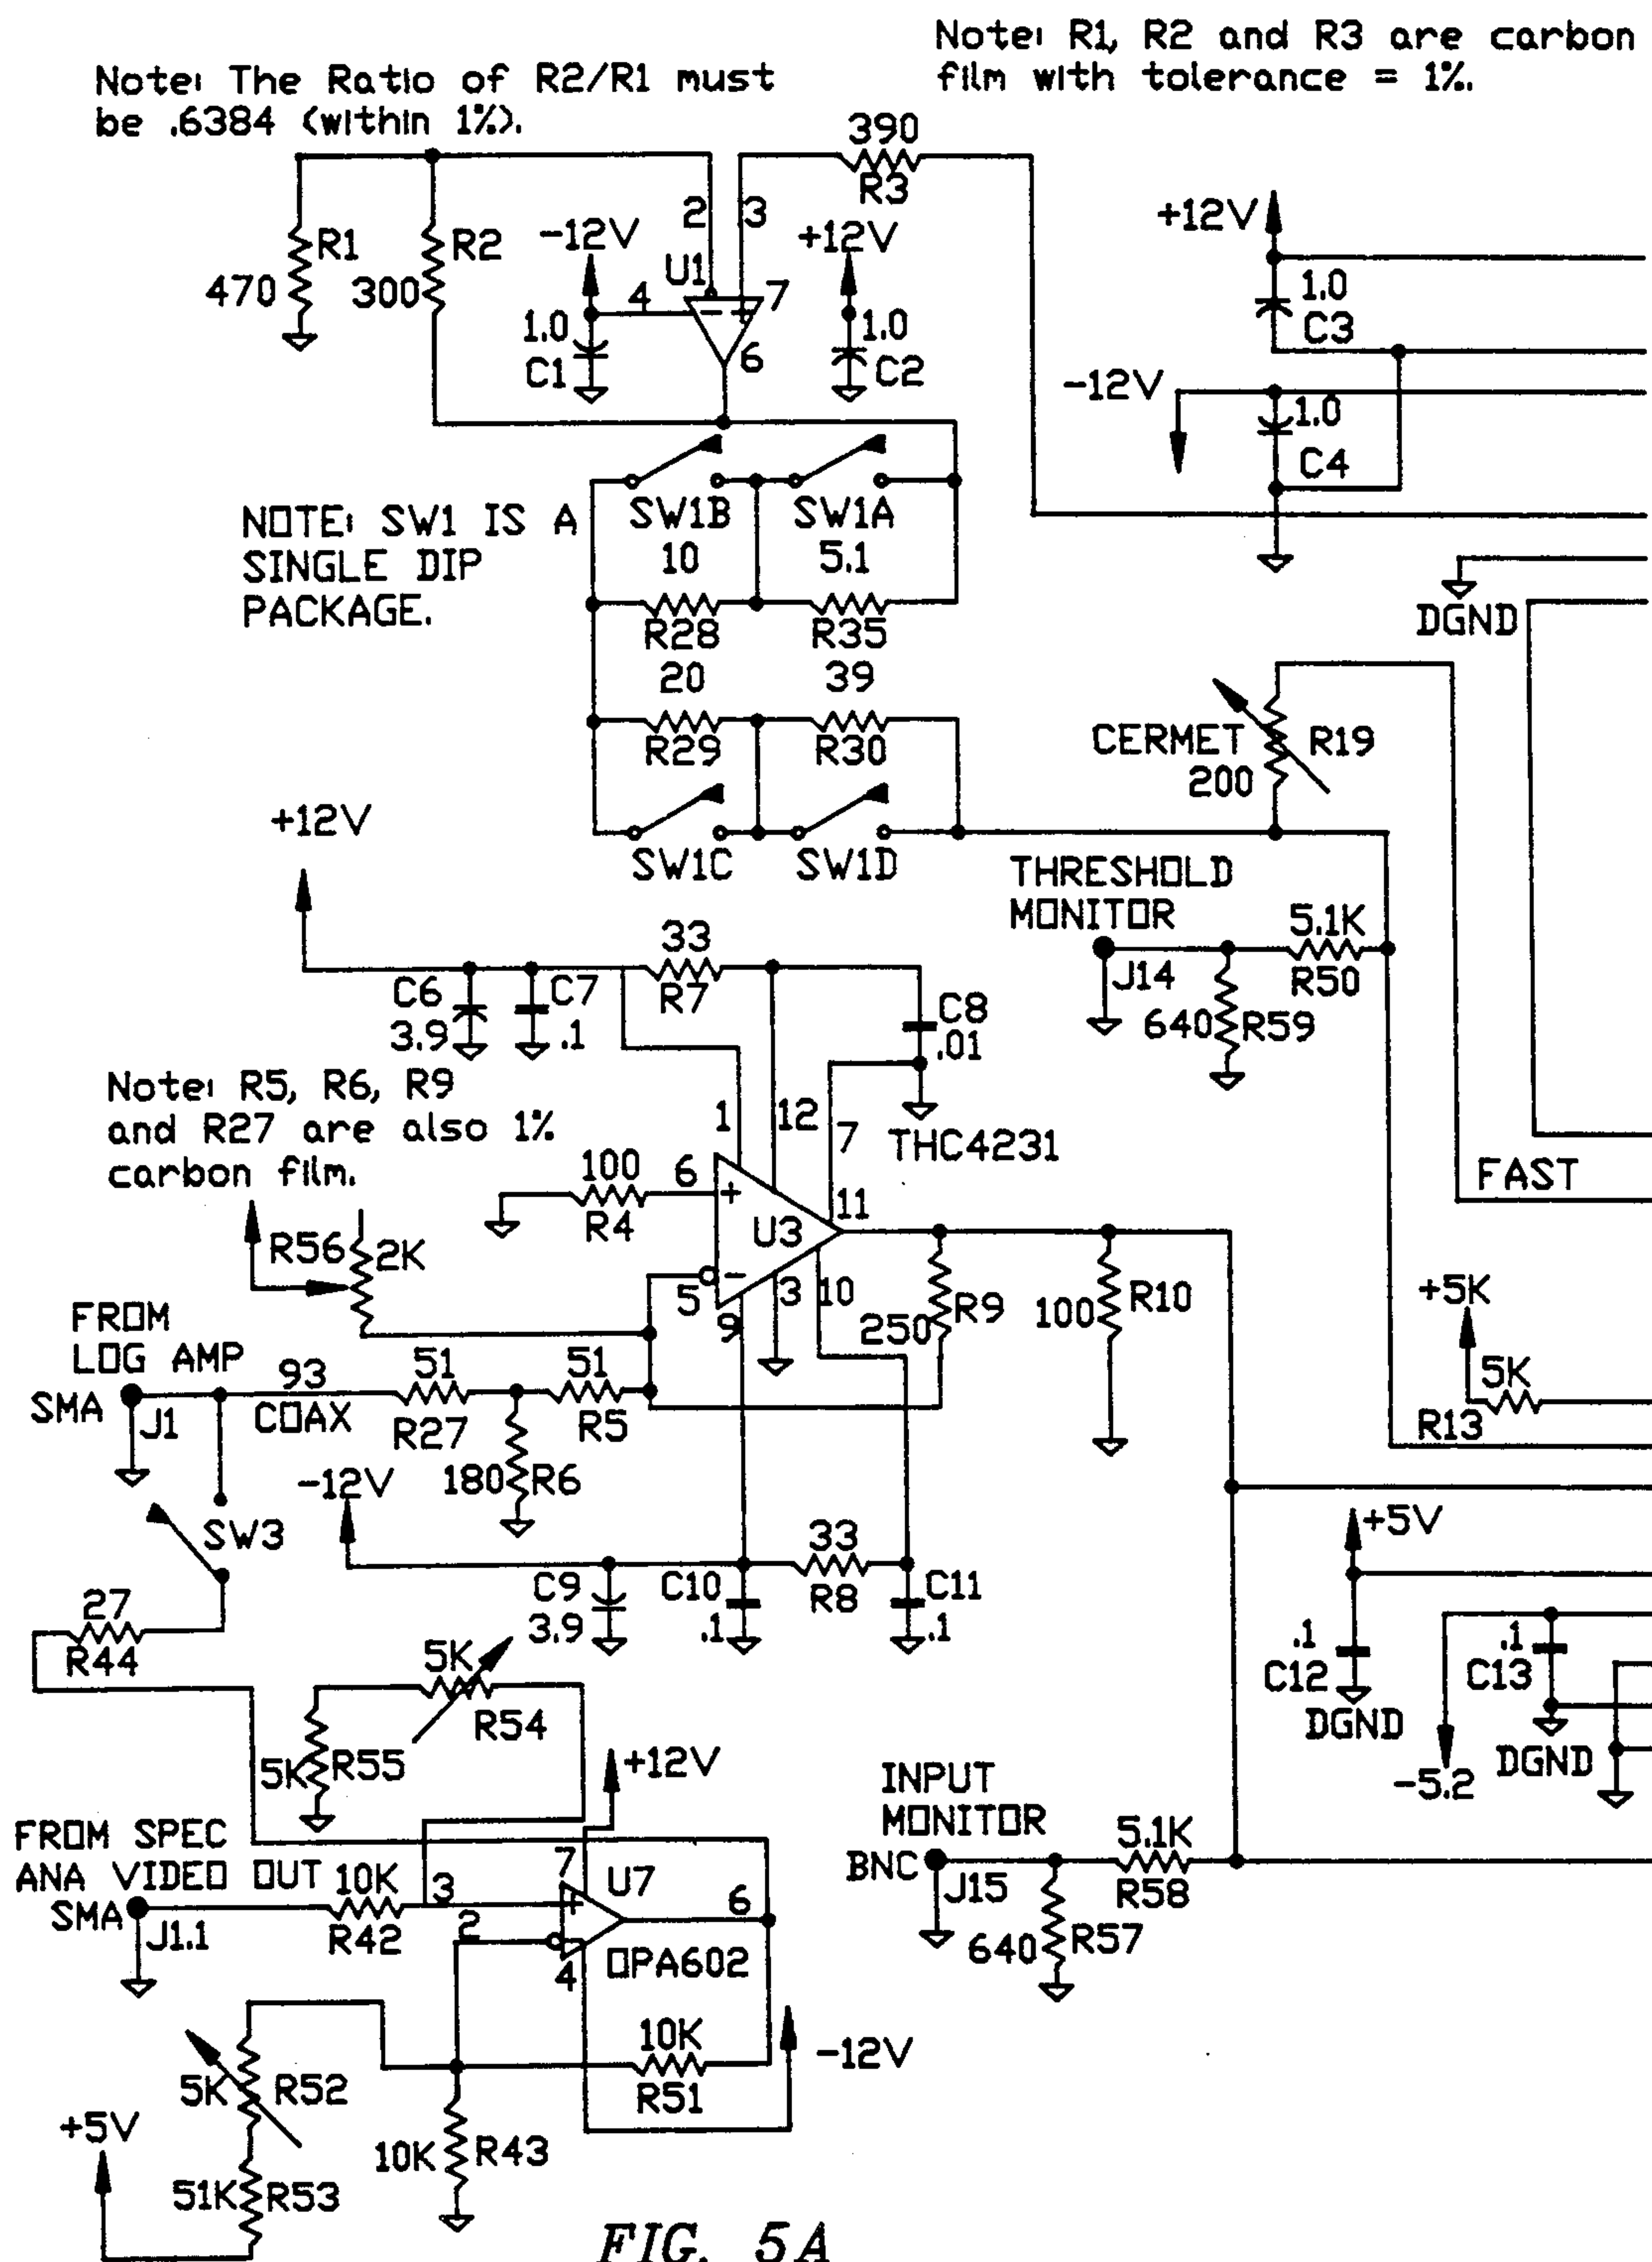 Note: R1, R2 and R3 are carbon
film with tolerance = 1%.
Note: The Ratio of R2/R1 must
be .6384 (within 1%).
390
R3
2
3
+12V
R1
470
R2
300
-12V
+12V
U1
4
7
1.0
C1
6
1.0
C2
1.0
C3
-12V
1.0
C4
NOTE: SW1 IS A
SINGLE DIP
PACKAGE.
SW1B
SW1A
10
5.1
R28
R35
20
39
R29
R30
DGND
CERMET
200
R19
SW1C
SW1D
+12V
THRESHOLD
MONITOR
33
R7
5.1K
R50
J14
640
R59
C6
3.9
C7
.1
C8
.01
Note: R5, R6, R9
and R27 are also 1%
carbon film.
1
12
7
THC4231
FAST
100
R4
6
+
U3
11
R56
2K
5
-
9
3
10
250
R9
100
R10
+5K
5K
R13
FROM
LOG AMP
SMA
J1
93
COAX
51
R27
51
R5
180
R6
-12V
SW3
+5V
27
R44
C9
3.9
C10
.1
33
R8
C11
.1
.1
C12
DGND
.1
C13
DGND
-5.2
5K
R54
5K
R55
+12V
INPUT
MONITOR
BNC
J15
5.1K
R58
640
R57
FROM SPEC
ANA VIDEO OUT
SMA
J1.1
10K
R42
3
7
U7
+
6
2
4
OPA602
10K
R51
-12V
5K
R52
+5V
51K
R53
10K
R43
FIG. 5A